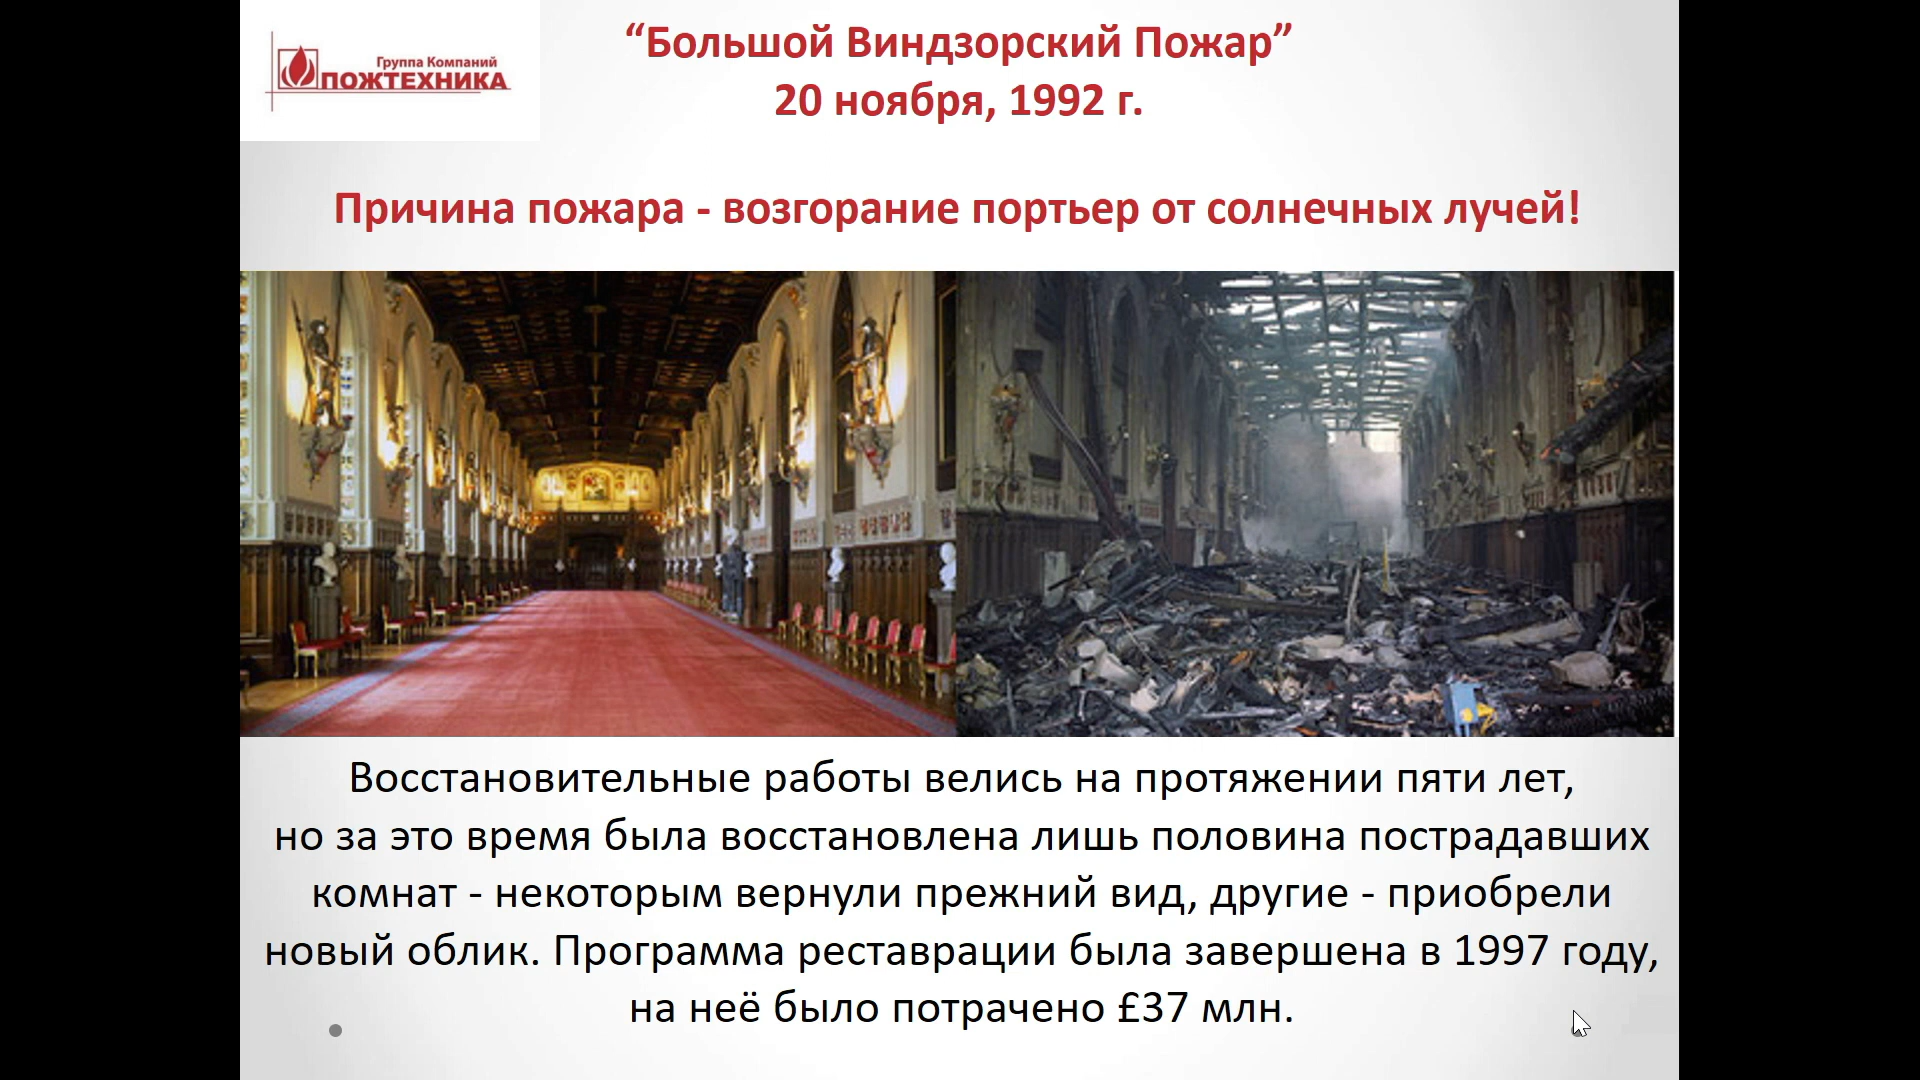 Группа Компаний
ПОЖТЕХНИКА
“Большой Виндзорский Пожар”
20 ноября, 1992 г.
Причина пожара - возгорание портьер от солнечных лучей!
Восстановительные работы велись на протяжении пяти лет,
но за это время была восстановлена лишь половина пострадавших
комнат - некоторым вернули прежний вид, другие - приобрели
новый облик. Программа реставрации была завершена в 1997 году,
на неё было потрачено £37 млн.